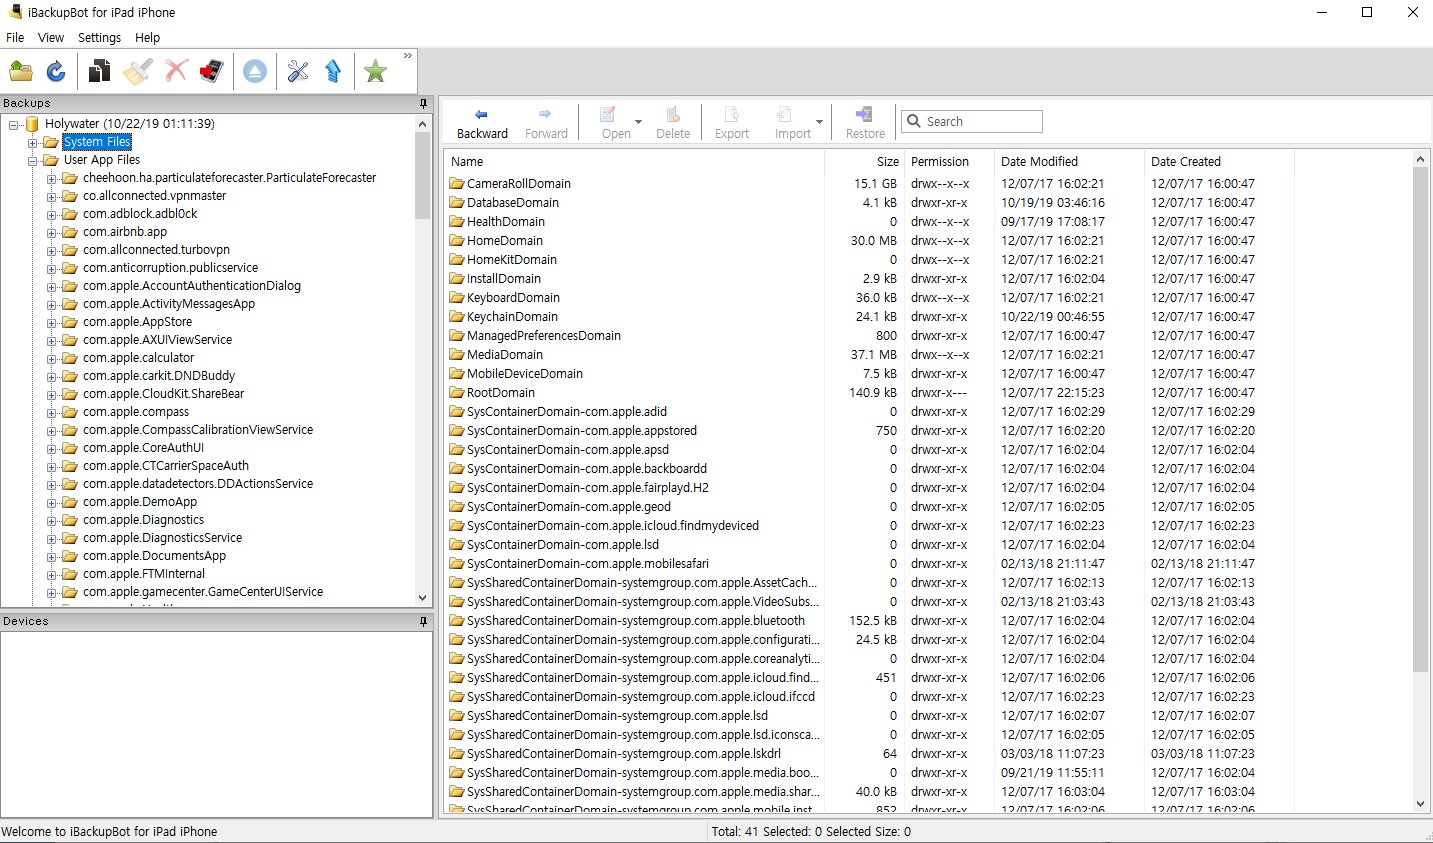 iBackupBot for iPad iPhone
File View Settings Help
»
Backups
Holywater (10/22/19 01:11:39)
System Files
User App Files
cheehoon.ha.particulateforecaster.ParticulateForecaster
co.allconnected.vpnmaster
com.adblock.adbl0ck
com.airbnb.app
com.allconnected.turbovpn
com.anticorruption.publicservice
com.apple.AccountAuthenticationDialog
com.apple.ActivityMessagesApp
com.apple.AppStore
com.apple.AXUIViewService
com.apple.calculator
com.apple.carkit.DNDBuddy
com.apple.CloudKit.ShareBear
com.apple.compass
com.apple.CompassCalibrationViewService
com.apple.CoreAuthUI
com.apple.CTCarrierSpaceAuth
com.apple.datadetectors.DDActionsService
com.apple.DemoApp
com.apple.Diagnostics
com.apple.DiagnosticsService
com.apple.DocumentsApp
com.apple.FTMInternal
com.apple.gamecenter.GameCenterUIService
Devices
Backward Forward Open Delete Export Import Restore Search
Name Size Permission Date Modified Date Created
CameraRollDomain 15.1 GB drwx--x--x 12/07/17 16:02:21 12/07/17 16:00:47
DatabaseDomain 4.1 kB drwxr-xr-x 10/19/19 03:46:16 12/07/17 16:00:47
HealthDomain 0 drwx--x--x 09/17/19 17:08:17 12/07/17 16:00:47
HomeDomain 30.0 MB drwx--x--x 12/07/17 16:02:21 12/07/17 16:00:47
HomeKitDomain 0 drwx--x--x 12/07/17 16:02:21 12/07/17 16:00:47
InstallDomain 2.9 kB drwxr-xr-x 12/07/17 16:02:04 12/07/17 16:00:47
KeyboardDomain 36.0 kB drwx--x--x 12/07/17 16:02:21 12/07/17 16:00:47
KeychainDomain 24.1 kB drwxr-xr-x 10/22/19 00:46:55 12/07/17 16:00:47
ManagedPreferencesDomain 800 drwxr-xr-x 12/07/17 16:00:47 12/07/17 16:00:47
MediaDomain 37.1 MB drwx--x--x 12/07/17 16:02:21 12/07/17 16:00:47
MobileDeviceDomain 7.5 kB drwxr-xr-x 12/07/17 16:00:47 12/07/17 16:00:47
RootDomain 140.9 kB drwxr-x--- 12/07/17 22:15:23 12/07/17 16:00:47
SysContainerDomain-com.apple.adid 0 drwxr-xr-x 12/07/17 16:02:29 12/07/17 16:02:29
SysContainerDomain-com.apple.appstored 750 drwxr-xr-x 12/07/17 16:02:20 12/07/17 16:02:20
SysContainerDomain-com.apple.apsd 0 drwxr-xr-x 12/07/17 16:02:04 12/07/17 16:02:04
SysContainerDomain-com.apple.backboardd 0 drwxr-xr-x 12/07/17 16:02:04 12/07/17 16:02:04
SysContainerDomain-com.apple.fairplayd.H2 0 drwxr-xr-x 12/07/17 16:02:04 12/07/17 16:02:04
SysContainerDomain-com.apple.geod 0 drwxr-xr-x 12/07/17 16:02:05 12/07/17 16:02:05
SysContainerDomain-com.apple.icloud.findmydeviced 0 drwxr-xr-x 12/07/17 16:02:23 12/07/17 16:02:23
SysContainerDomain-com.apple.lsd 0 drwxr-xr-x 12/07/17 16:02:04 12/07/17 16:02:04
SysContainerDomain-com.apple.mobilesafari 0 drwxr-xr-x 02/13/18 21:11:47 02/13/18 21:11:47
SysSharedContainerDomain-systemgroup.com.apple.AssetCach... 0 drwxr-xr-x 12/07/17 16:02:13 12/07/17 16:02:13
SysSharedContainerDomain-systemgroup.com.apple.VideoSubs... 0 drwxr-xr-x 02/13/18 21:03:43 02/13/18 21:03:43
SysSharedContainerDomain-systemgroup.com.apple.bluetooth 152.5 kB drwxr-xr-x 12/07/17 16:02:04 12/07/17 16:02:04
SysSharedContainerDomain-systemgroup.com.apple.configurati... 24.5 kB drwxr-xr-x 12/07/17 16:02:04 12/07/17 16:02:04
SysSharedContainerDomain-systemgroup.com.apple.coreanalyti... 0 drwxr-xr-x 12/07/17 16:02:04 12/07/17 16:02:04
SysSharedContainerDomain-systemgroup.com.apple.icloud.find... 451 drwxr-xr-x 12/07/17 16:02:06 12/07/17 16:02:06
SysSharedContainerDomain-systemgroup.com.apple.icloud.ifccd 0 drwxr-xr-x 12/07/17 16:02:23 12/07/17 16:02:23
SysSharedContainerDomain-systemgroup.com.apple.lsd 0 drwxr-xr-x 12/07/17 16:02:07 12/07/17 16:02:07
SysSharedContainerDomain-systemgroup.com.apple.lsd.iconsca... 0 drwxr-xr-x 12/07/17 16:02:05 12/07/17 16:02:05
SysSharedContainerDomain-systemgroup.com.apple.lskdrl 64 drwxr-xr-x 03/03/18 11:07:23 03/03/18 11:07:23
SysSharedContainerDomain-systemgroup.com.apple.media.boo... 0 drwxr-xr-x 09/21/19 11:55:11 12/07/17 16:02:04
SysSharedContainerDomain-systemgroup.com.apple.media.shar... 40.0 kB drwxr-xr-x 12/07/17 16:03:04 12/07/17 16:03:04
SysSharedContainerDomain-systemgroup.com.apple.mobile.inst... 852 drwxr-xr-x 12/07/17 16:02:06 12/07/17 16:02:06
Welcome to iBackupBot for iPad iPhone
Total: 41 Selected: 0 Selected Size: 0